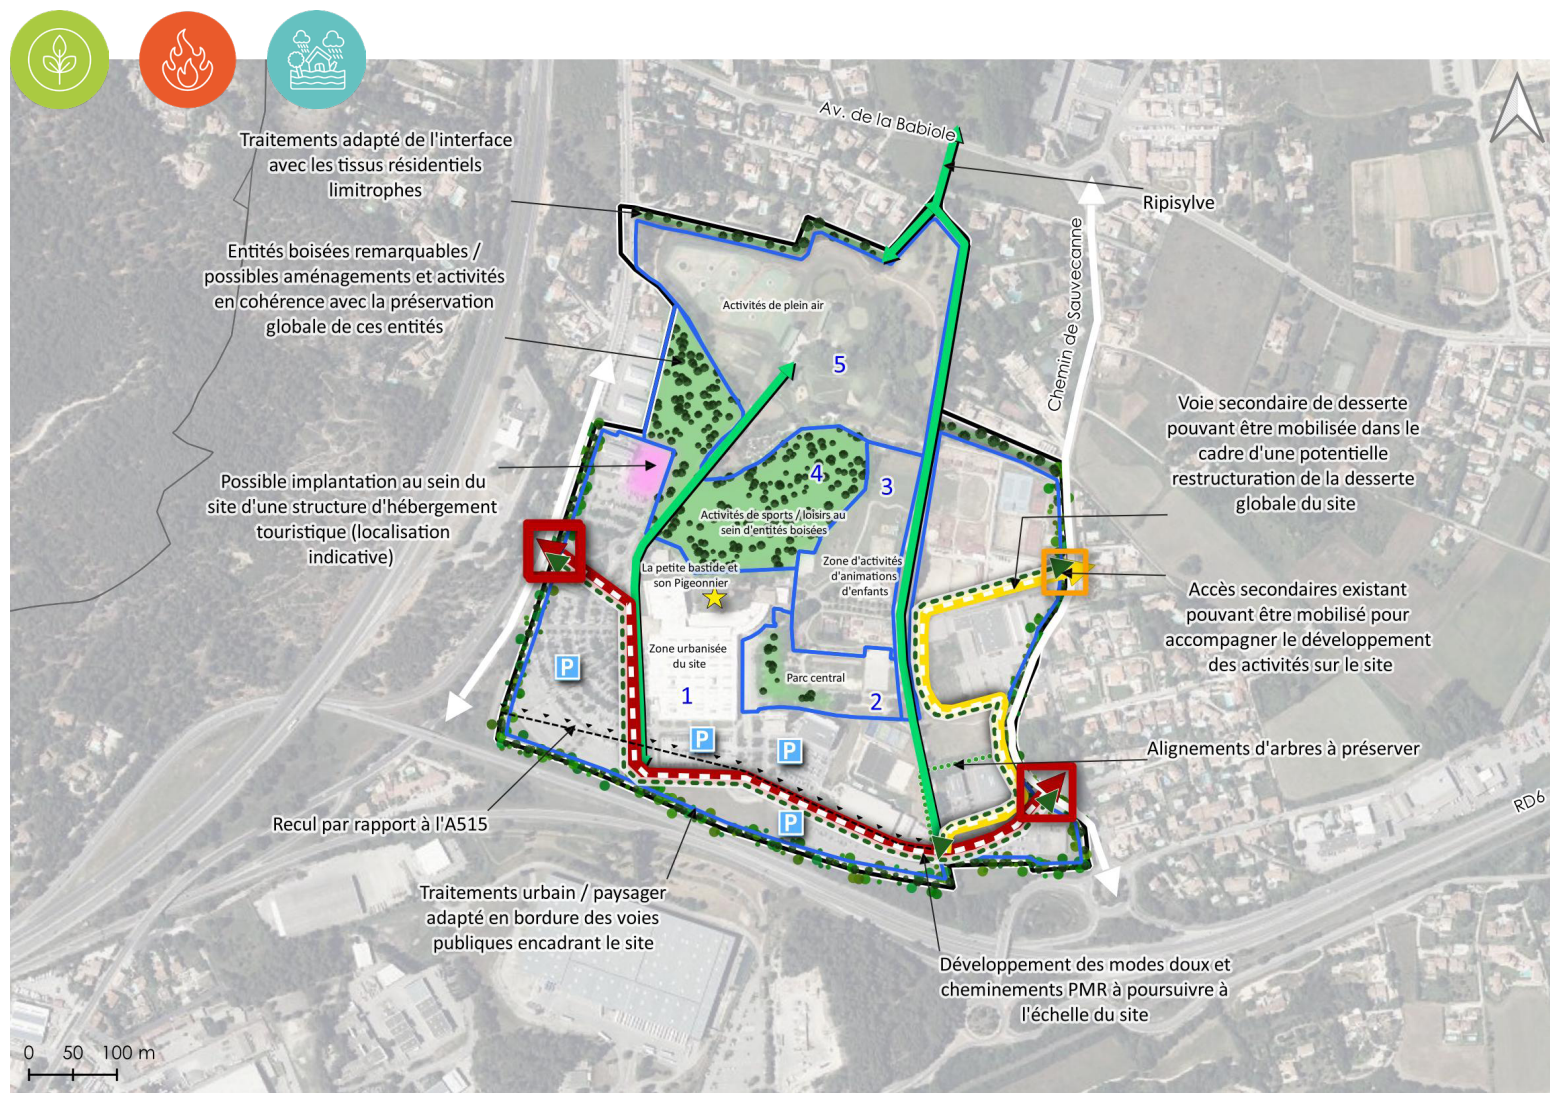 Av. de la Babiole
Traitements adapté de l'interface
avec les tissus résidentiels
limitrophes
Ripisylve
Chemin de Sauvecanne
Entités boisées remarquables /
possibles aménagements et activités
en cohérence avec la préservation
globale de ces entités
Activités de plein air
5
Voie secondaire de desserte
pouvant être mobilisée dans le
cadre d'une potentielle
restructuration de la desserte
globale du site
Possible implantation au sein du
site d'une structure d'hébergement
touristique (localisation
indicative)
4
3
Activités de sports / loisirs au
sein d'entités boisées
La petite bastide et
son Pigeonnier
Zone d'activités
d'animations
d'enfants
Accès secondaires existant
pouvant être mobilisé pour
accompagner le développement
des activités sur le site
Zone urbanisée
du site
1
Parc central
2
P
P
P
P
Alignements d'arbres à préserver
RD6
Recul par rapport à l'A515
Traitements urbain / paysager
adapté en bordure des voies
publiques encadrant le site
Développement des modes doux et
cheminements PMR à poursuivre à
l'échelle du site
0 50 100 m